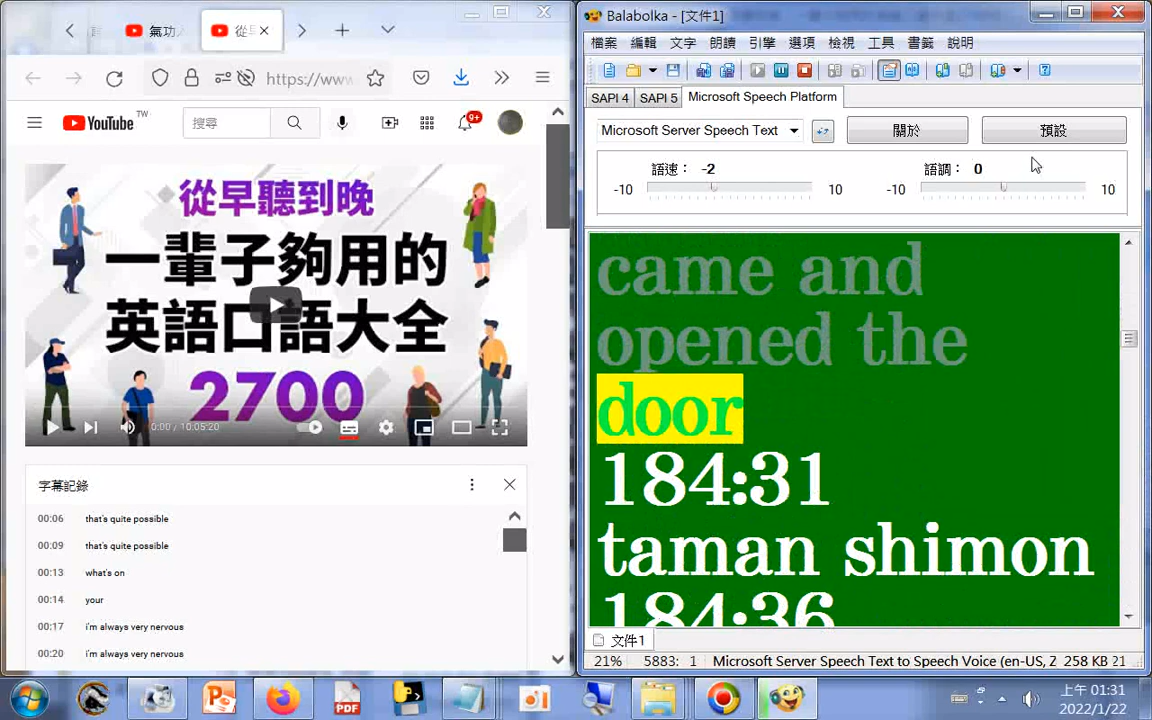 氣功
從
https://www
YouTube TW
搜尋
9+
從早聽到晚
一輩子夠用的
英語口語大全
2700
0:00 / 10:05:20
字幕記錄
00:06 that's quite possible
00:09 that's quite possible
00:13 what's on
00:14 your
00:17 i'm always very nervous
00:20 i'm always very nervous
Balabolka - [文件1]
檔案 編輯 文字 朗讀 引擎 選項 檢視 工具 書籤 說明
SAPI 4 SAPI 5 Microsoft Speech Platform
Microsoft Server Speech Text 關於 預設
語速： -2 語調： 0
-10 10 -10 10
came and
opened the
door
184:31
taman shimon
184:36
文件1
21% 5883: 1 Microsoft Server Speech Text to Speech Voice (en-US, Z 258 KB 21
PDF
上午 01:31
2022/1/22